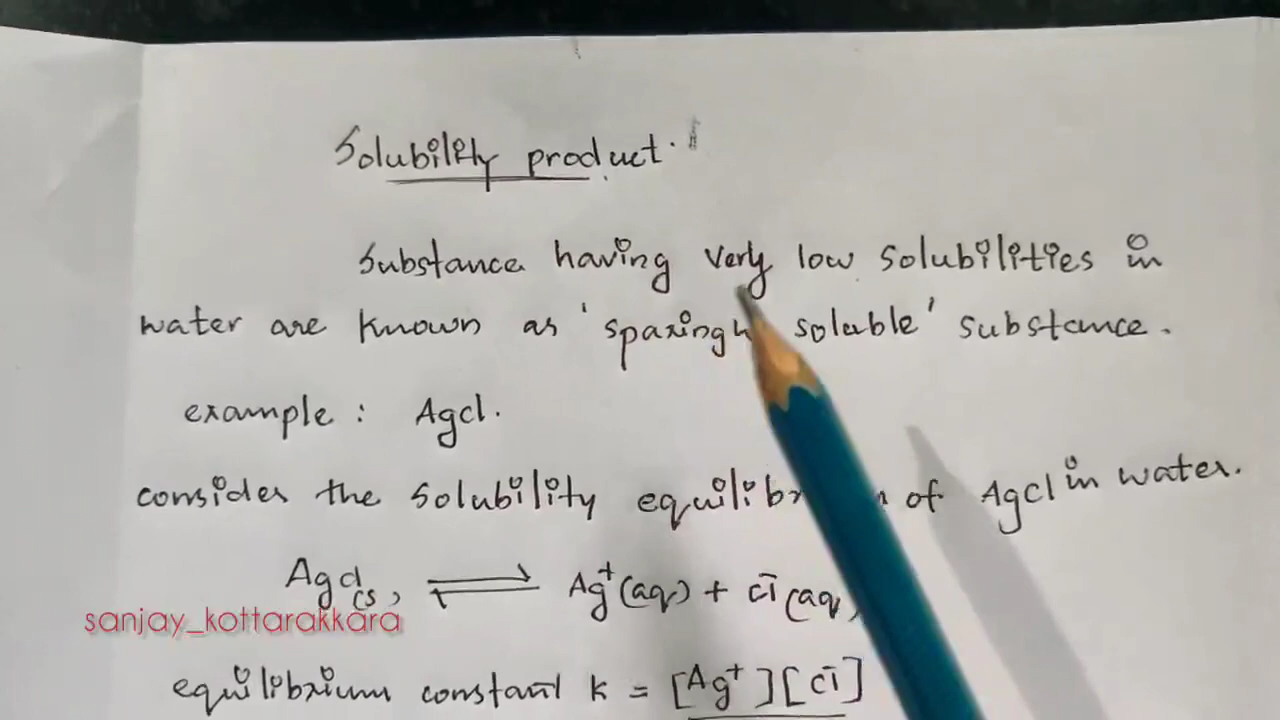 Solubility product.
Substance having very low solubilities in
water are known as 'sparingly soluble' substance.
example : Agcl.
consider the solubility equilibrium of Agcl in water.
Agcl(s) ⇌ Ag⁺(aq) + cl⁻(aq)
sanjay_kottarakkara
equilibrium constant k = [Ag⁺][cl⁻]